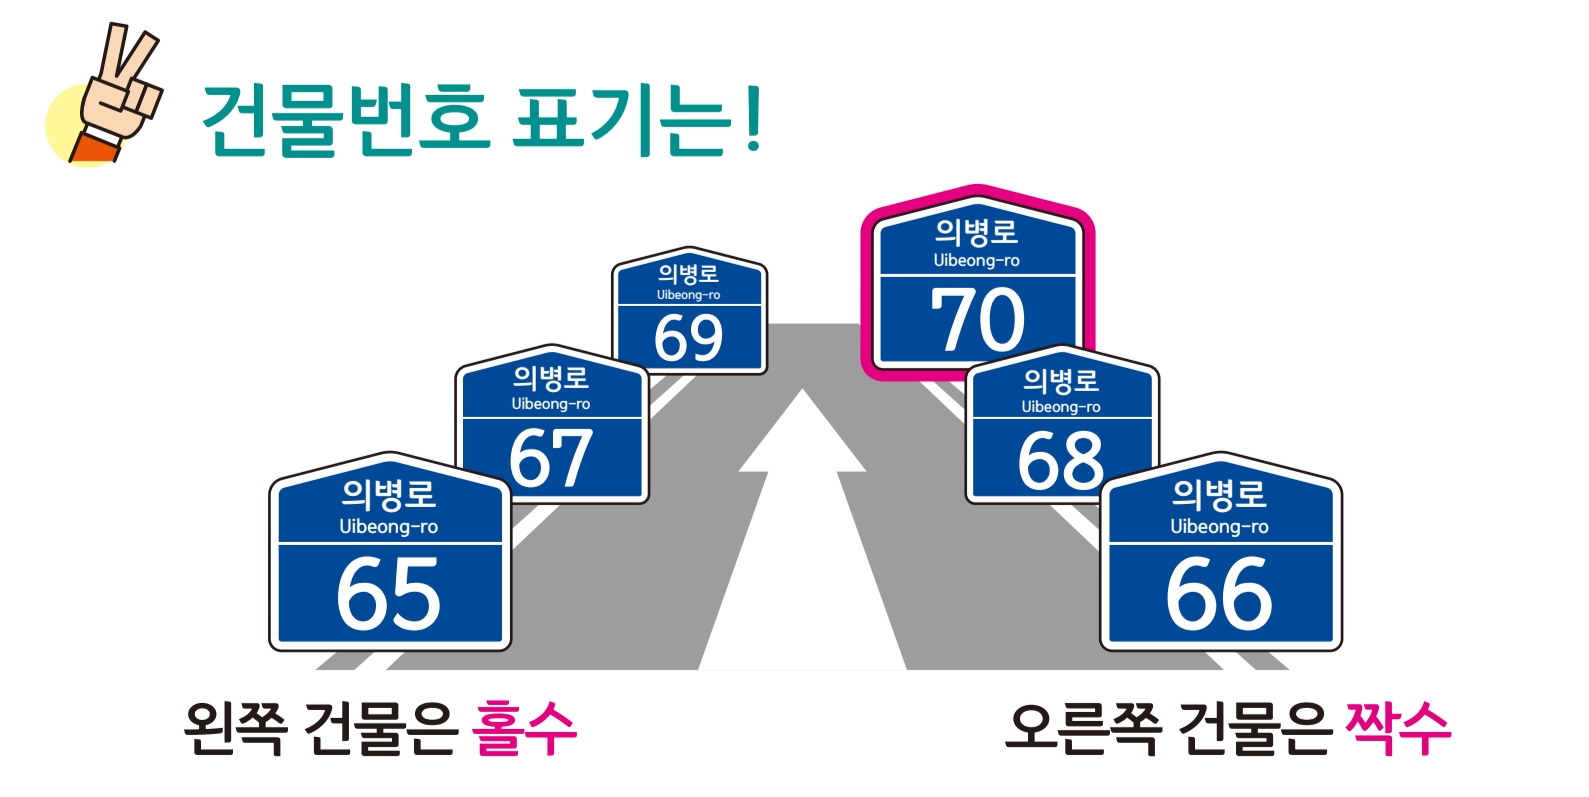 건물번호 표기는!
의병로
Uibeong-ro
69
의병로
Uibeong-ro
70
의병로
Uibeong-ro
67
의병로
Uibeong-ro
68
의병로
Uibeong-ro
65
의병로
Uibeong-ro
66
왼쪽 건물은 홀수
오른쪽 건물은 짝수